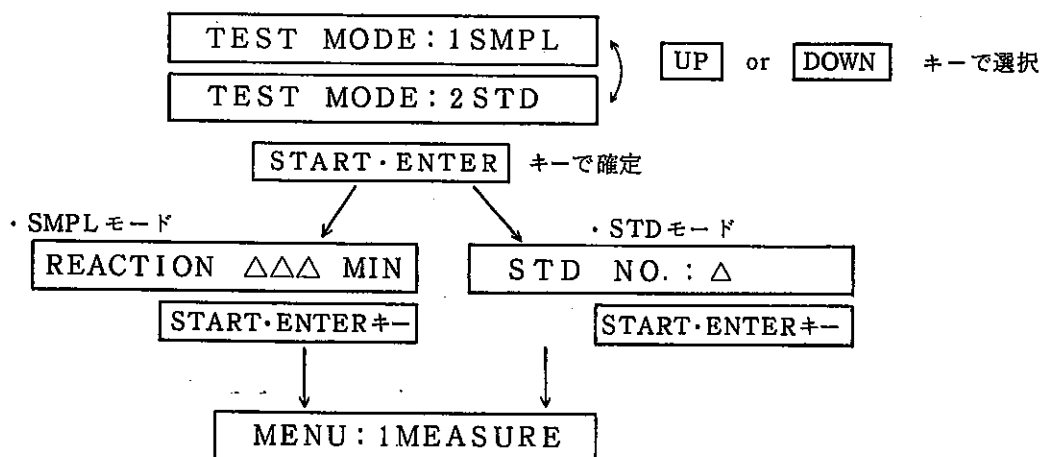 TEST MODE:1SMPL
UP or DOWN キーで選択
TEST MODE:2STD
START・ENTER キーで確定
・SMPLモード
・STDモード
REACTION △△△ MIN
STD NO.:△
START・ENTERキー
START・ENTERキー
MENU:1MEASURE